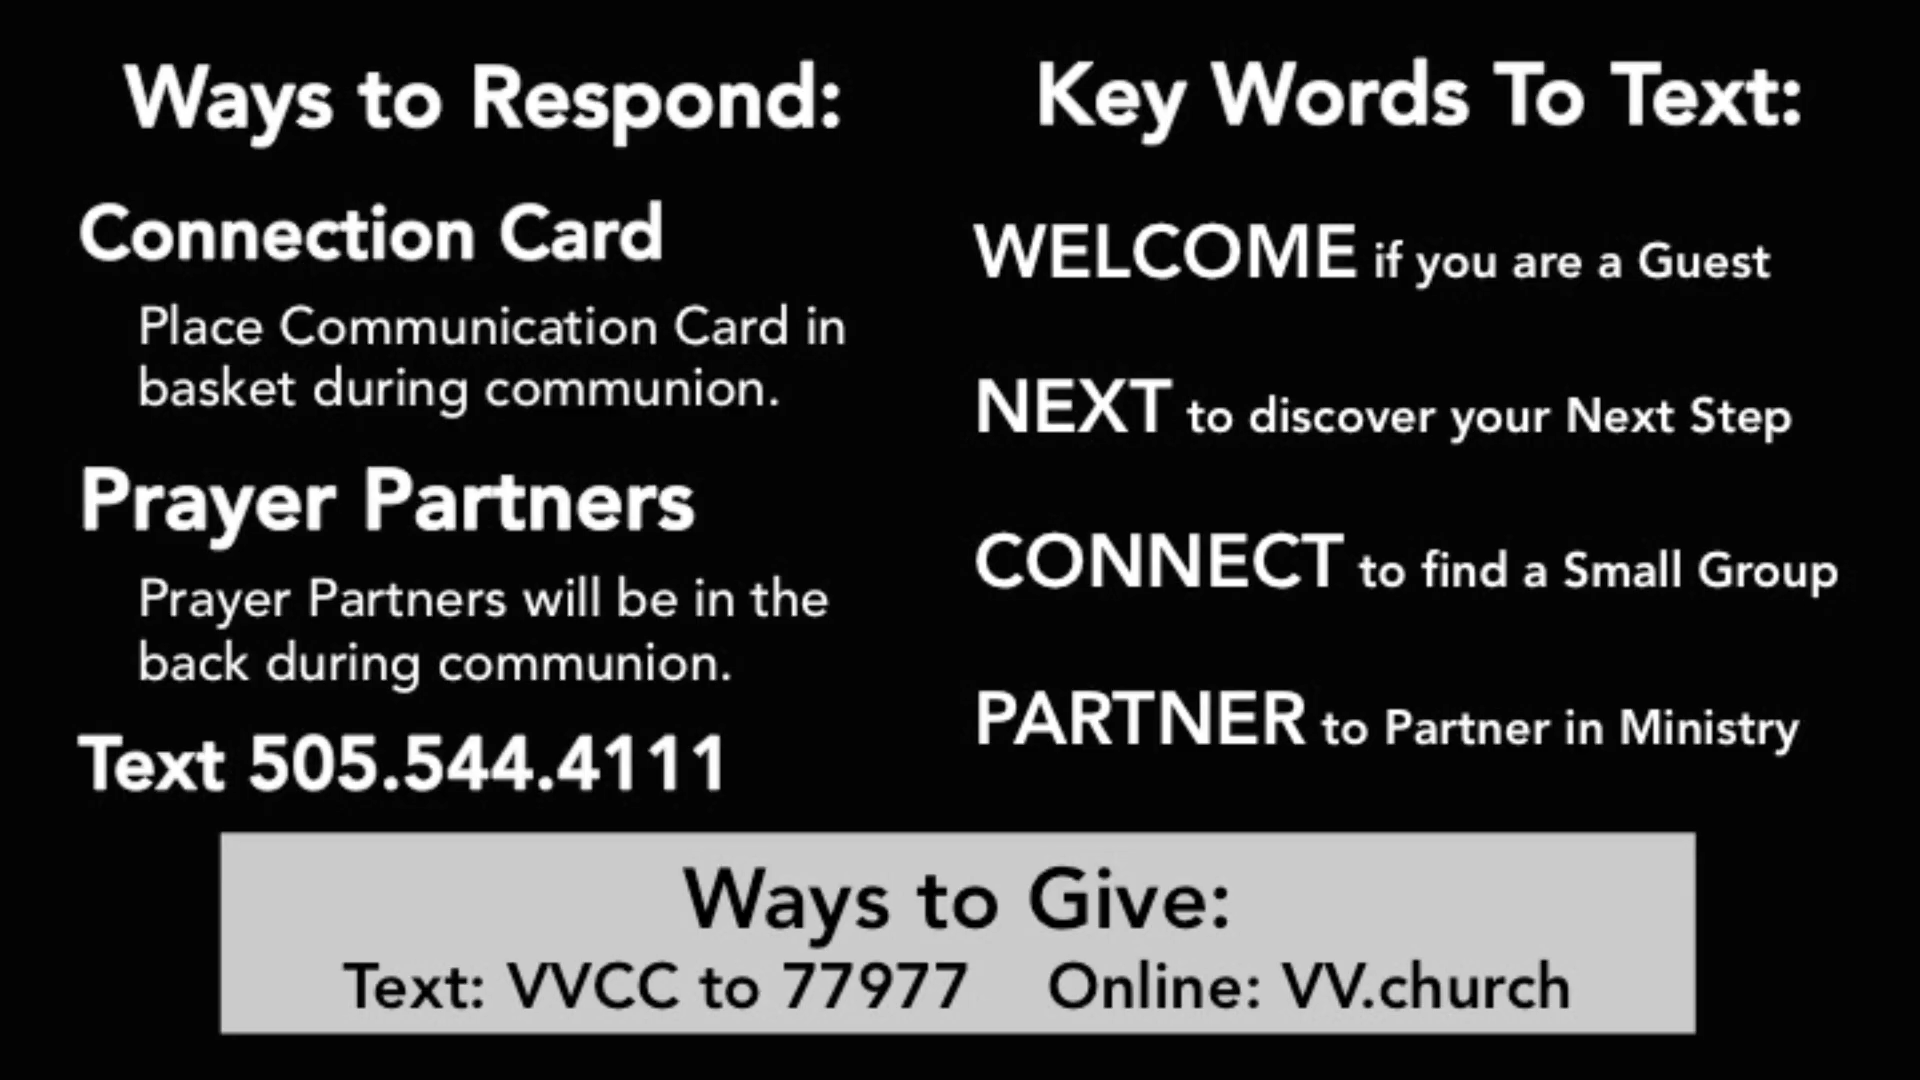 Ways to Respond:
Connection Card
Place Communication Card in
basket during communion.
Prayer Partners
Prayer Partners will be in the
back during communion.
Text 505.544.4111
Key Words To Text:
WELCOME if you are a Guest
NEXT to discover your Next Step
CONNECT to find a Small Group
PARTNER to Partner in Ministry
Ways to Give:
Text: VVCC to 77977 Online: VV.church